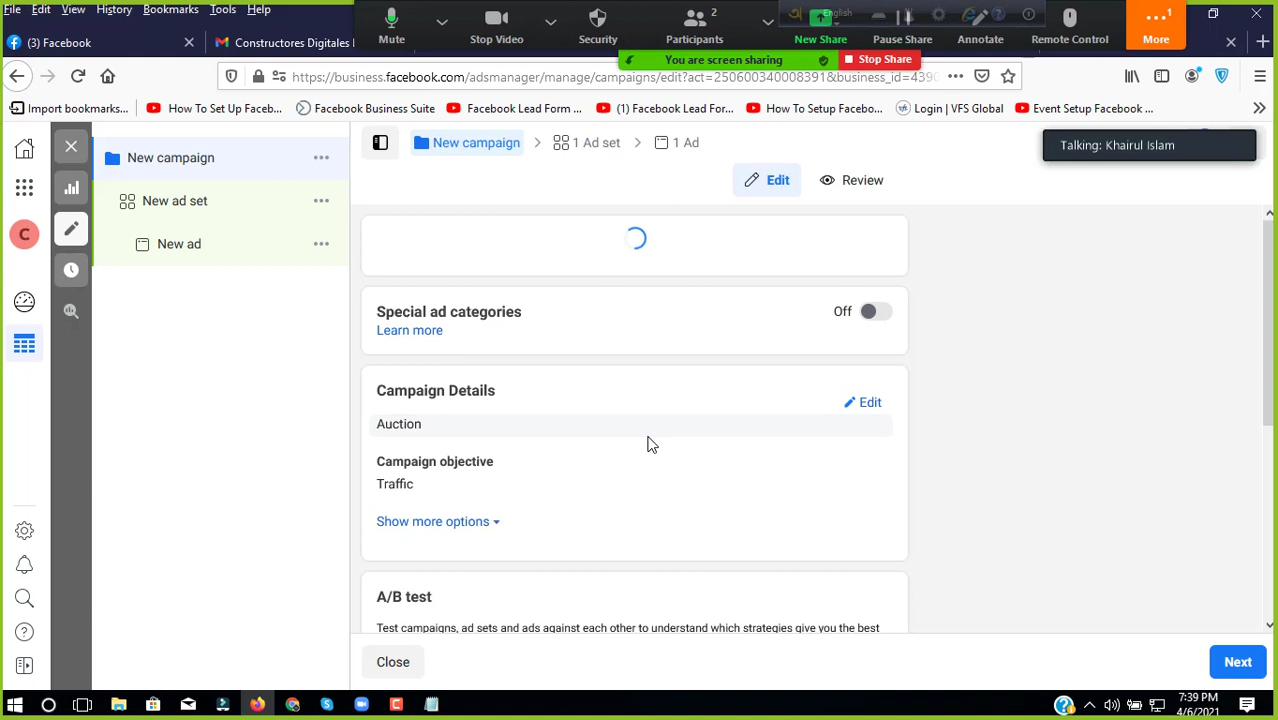 File Edit View History Bookmarks Tools Help
Mute Stop Video Security Participants 2 New Share Pause Share Annotate Remote Control More
English
You are screen sharing Stop Share
(3) Facebook
Constructores Digitales
https://business.facebook.com/adsmanager/manage/campaigns/edit?act=250600340008391&business_id=4390
Import bookmarks...
How To Set Up Faceb...
Facebook Business Suite
Facebook Lead Form ...
(1) Facebook Lead For...
How To Setup Facebo...
Login | VFS Global
Event Setup Facebook ...
New campaign
New ad set
New ad
C
New campaign > 1 Ad set > 1 Ad
Talking: Khairul Islam
Edit Review
Special ad categories
Off
Learn more
Campaign Details
Edit
Auction
Campaign objective
Traffic
Show more options
A/B test
Test campaigns, ad sets and ads against each other to understand which strategies give you the best
Close
Next
7:39 PM
4/6/2021